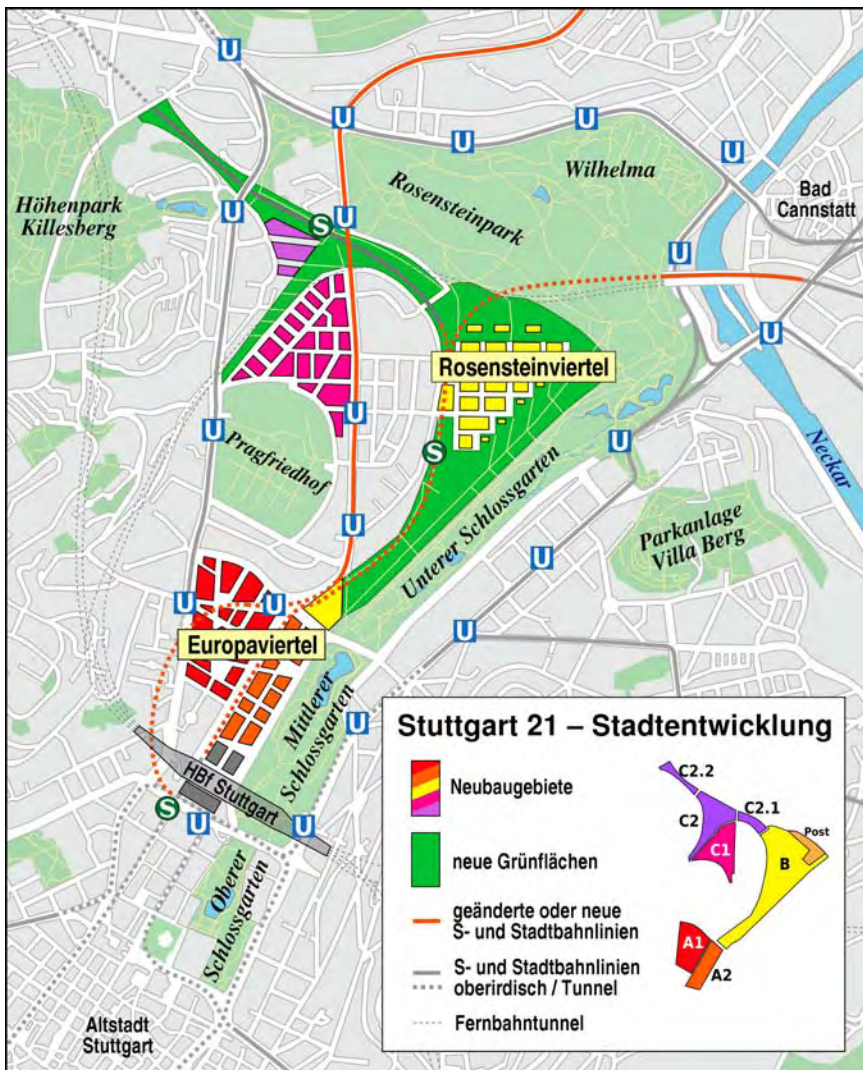 U
U
U
U
Wilhelma
U
Bad
Cannstatt
Rosensteinpark
Höhenpark
Killesberg
U
U
S
U
U
Rosensteinviertel
U
U
S
U
Pragfriedhof
Neckar
Unterer Schlossgarten
Parkanlage
Villa Berg
U
U
U
U
U
Europaviertel
Mittlerer
Schlossgarten
U
HBf Stuttgart
S
U
U
Oberer
Schlossgarten
Altstadt
Stuttgart
Stuttgart 21 – Stadtentwicklung
Neubaugebiete
neue Grünflächen
geänderte oder neue
S- und Stadtbahnlinien
S- und Stadtbahnlinien
oberirdisch / Tunnel
Fernbahntunnel
C2.2
C2.1
C2
Post
C1
B
A1
A2